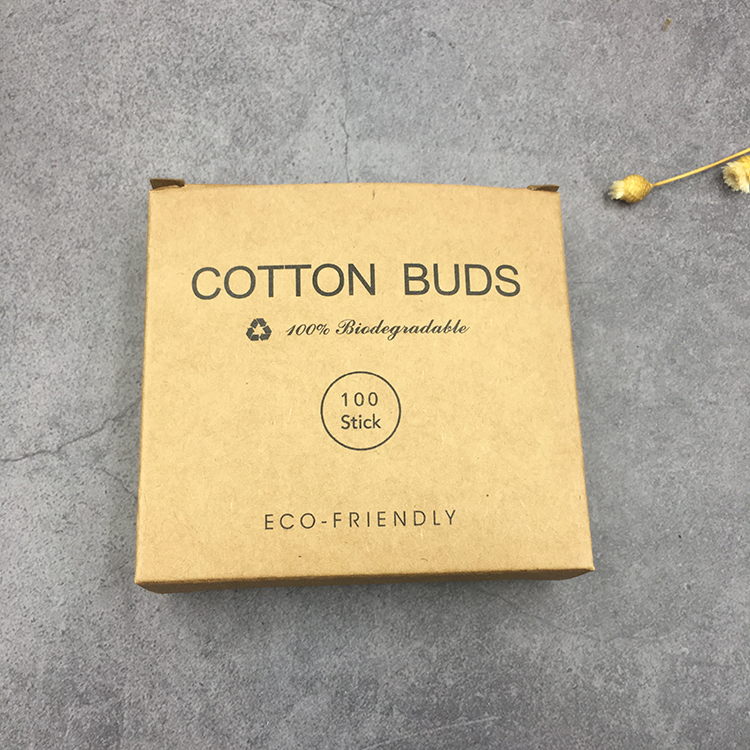 COTTON BUDS
100% Biodegradable
100
Stick
ECO-FRIENDLY